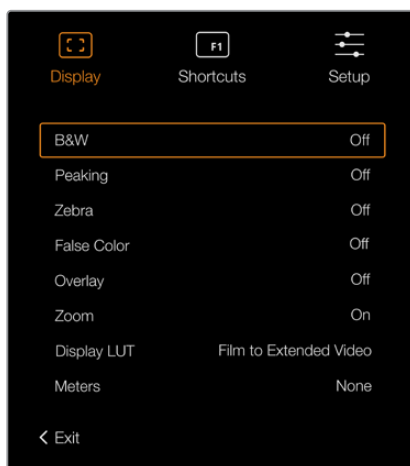 F1
Display Shortcuts Setup
B&W Off
Peaking Off
Zebra Off
False Color Off
Overlay Off
Zoom On
Display LUT Film to Extended Video
Meters None
Exit